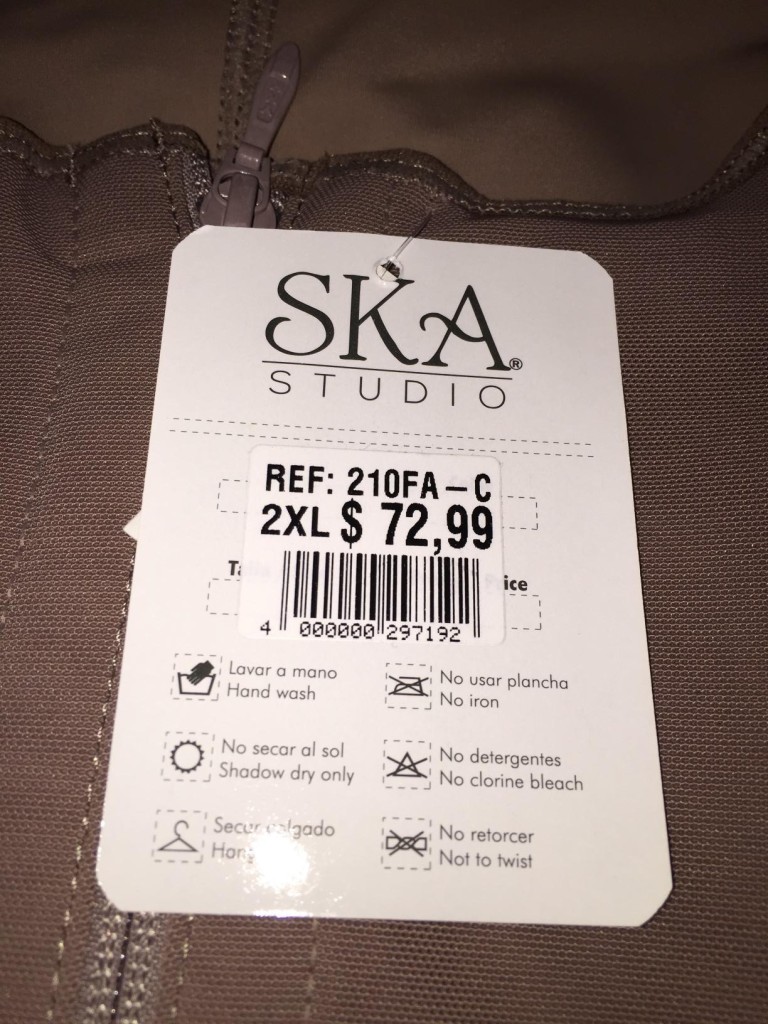 SKA®
STUDIO
REF: 210FA-C
2XL $ 72,99
4 000000 297192
Lavar a mano
Hand wash
No usar plancha
No iron
No secar al sol
Shadow dry only
No detergentes
No clorine bleach
No retorcer
Not to twist